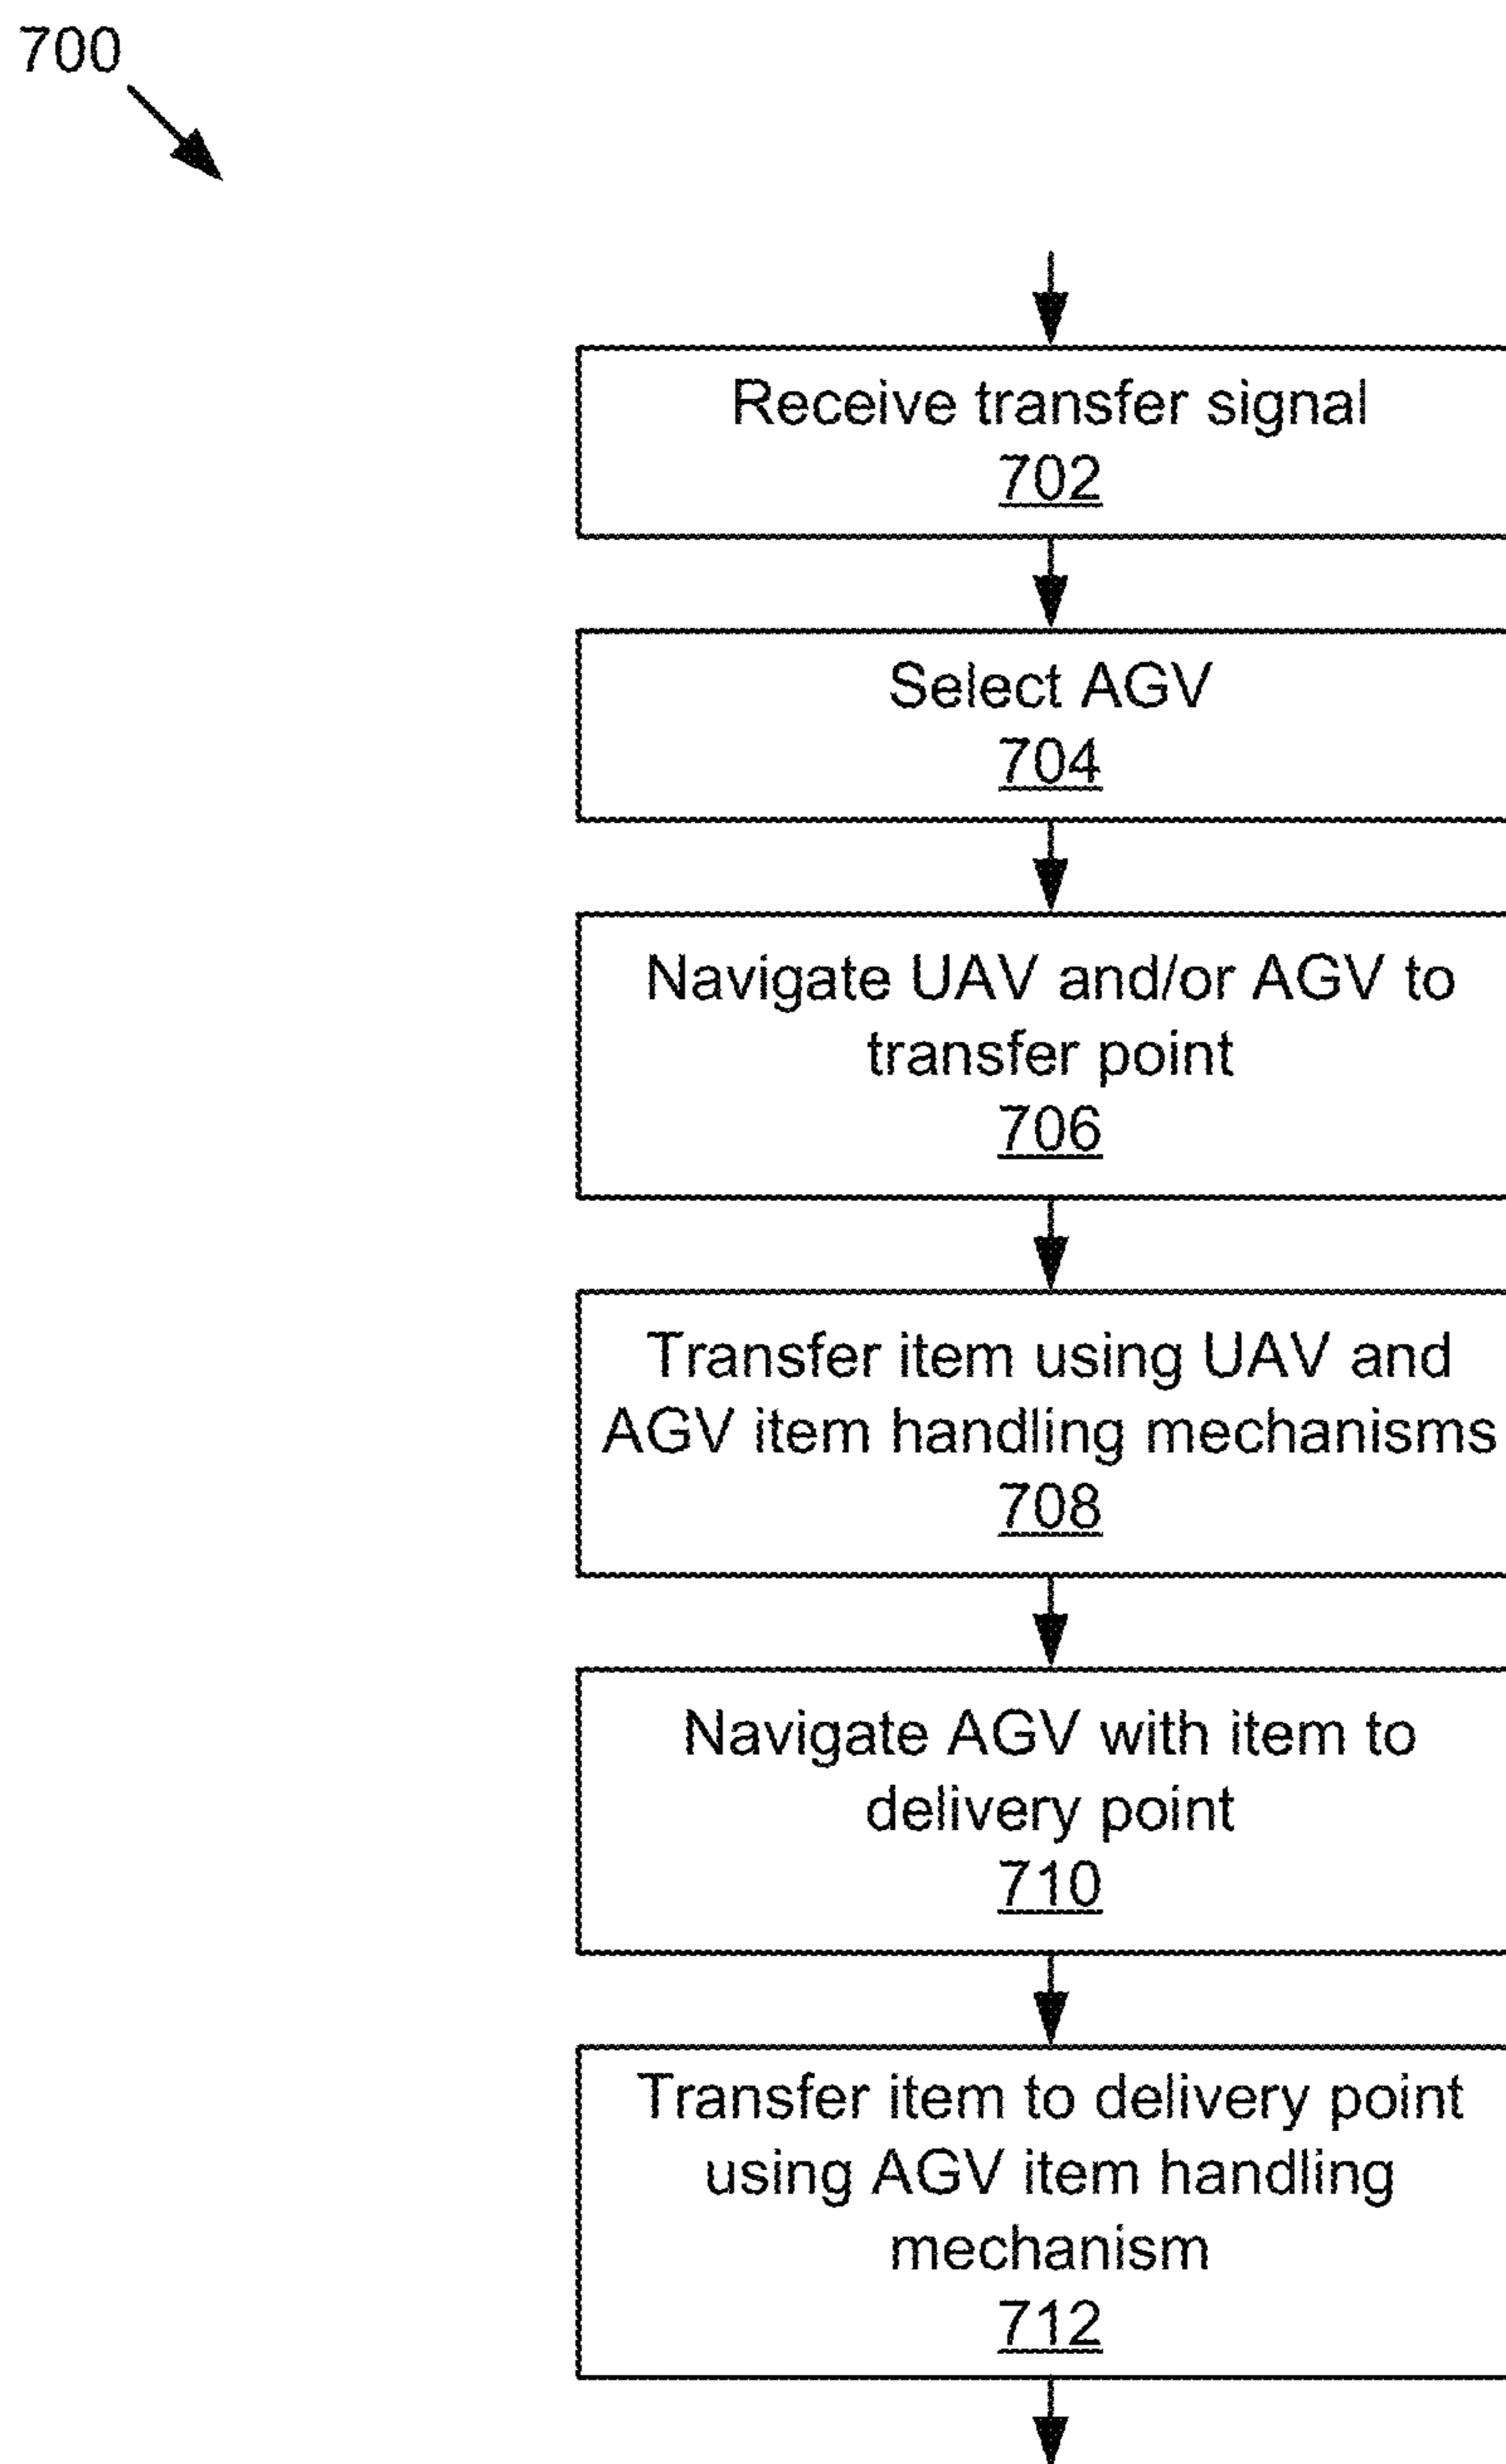 700
Receive transfer signal
702
Select AGV
704
Navigate UAV and/or AGV to
transfer point
706
Transfer item using UAV and
AGV item handling mechanisms
708
Navigate AGV with item to
delivery point
710
Transfer item to delivery point
using AGV item handling
mechanism
712